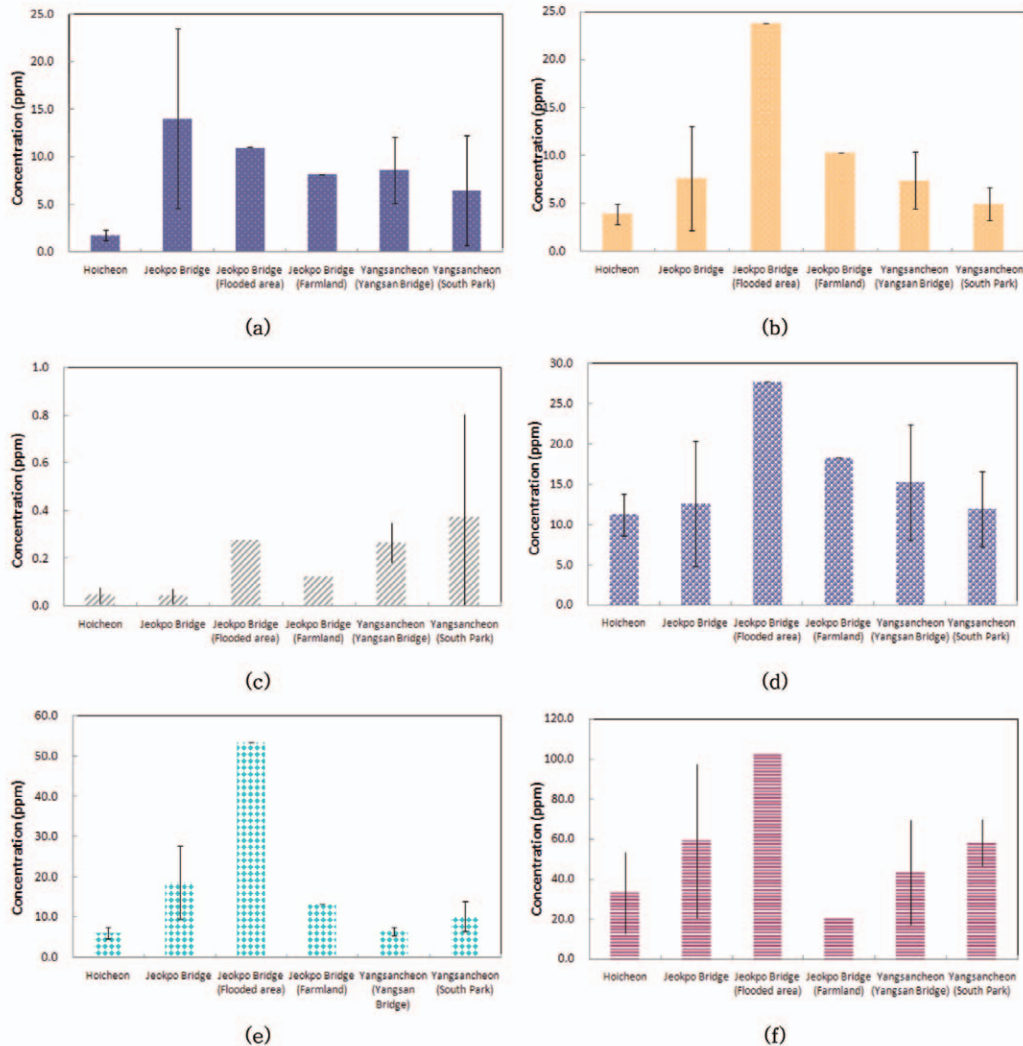 Concentration (ppm)
25.0
20.0
15.0
10.0
5.0
0.0
Hoicheon
Jeokpo Bridge
Jeokpo Bridge
(Flooded area)
Jeokpo Bridge
(Farmland)
Yangsancheon
(Yangsan Bridge)
Yangsancheon
(South Park)
(a)
Concentration (ppm)
25.0
20.0
15.0
10.0
5.0
0.0
Hoicheon
Jeokpo Bridge
Jeokpo Bridge
(Flooded area)
Jeokpo Bridge
(Farmland)
Yangsancheon
(Yangsan Bridge)
Yangsancheon
(South Park)
(b)
Concentration (ppm)
1.0
0.8
0.6
0.4
0.2
0.0
Hoicheon
Jeokpo Bridge
Jeokpo Bridge
(Flooded area)
Jeokpo Bridge
(Farmland)
Yangsancheon
(Yangsan Bridge)
Yangsancheon
(South Park)
(c)
Concentration (ppm)
30.0
25.0
20.0
15.0
10.0
5.0
0.0
Hoicheon
Jeokpo Bridge
Jeokpo Bridge
(Flooded area)
Jeokpo Bridge
(Farmland)
Yangsancheon
(Yangsan Bridge)
Yangsancheon
(South Park)
(d)
Concentration (ppm)
60.0
50.0
40.0
30.0
20.0
10.0
0.0
Hoicheon
Jeokpo Bridge
Jeokpo Bridge
(Flooded area)
Jeokpo Bridge
(Farmland)
Yangsancheon
(Yangsan
Bridge)
Yangsancheon
(South Park)
(e)
Concentration (ppm)
120.0
100.0
80.0
60.0
40.0
20.0
0.0
Hoicheon
Jeokpo Bridge
Jeokpo Bridge
(Flooded area)
Jeokpo Bridge
(Farmland)
Yangsancheon
(Yangsan Bridge)
Yangsancheon
(South Park)
(f)